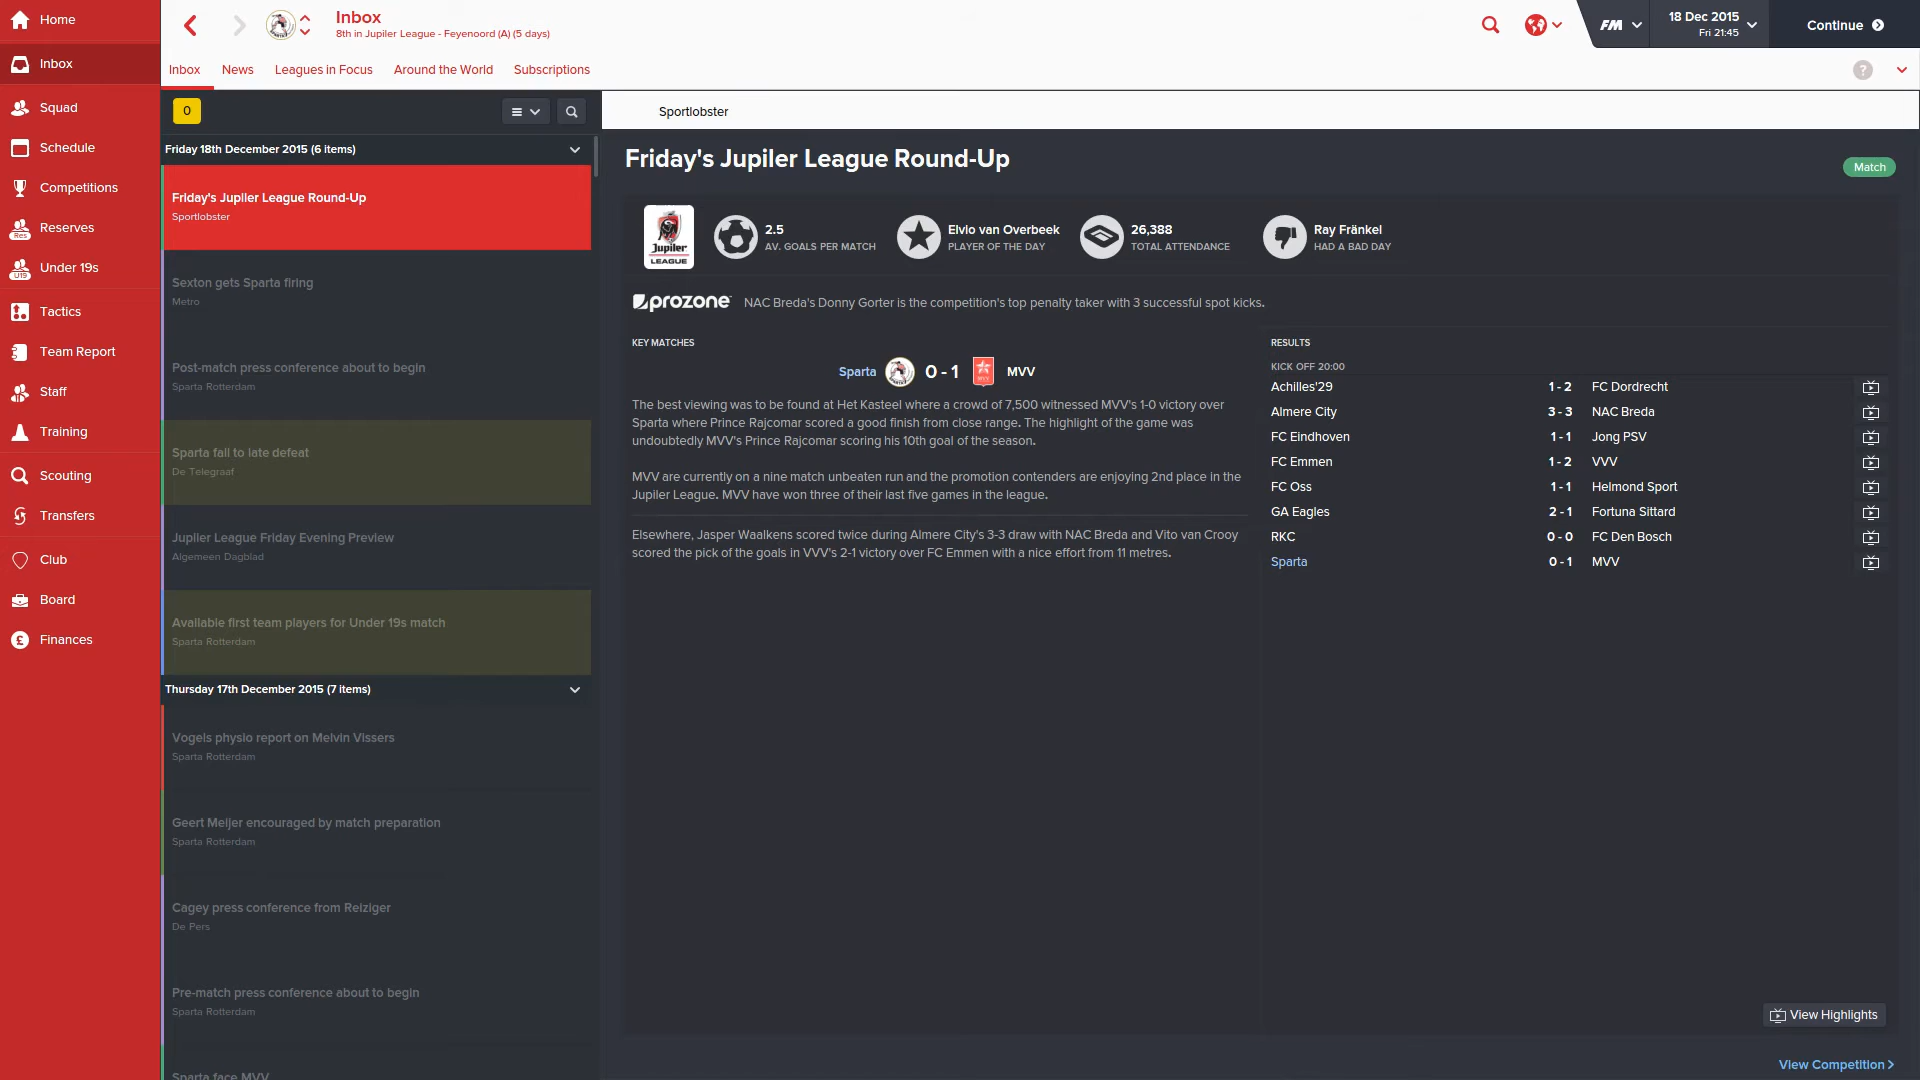 Home
Inbox
Squad
Schedule
Competitions
Reserves
Under 19s
Tactics
Team Report
Staff
Training
Scouting
Transfers
Club
Board
Finances
Inbox
8th in Jupiler League - Feyenoord (A) (5 days)
FM
18 Dec 2015
Fri 21:45
Continue
Inbox News Leagues in Focus Around the World Subscriptions
?
0
Friday 18th December 2015 (6 items)
Friday's Jupiler League Round-Up
Sportlobster
Sexton gets Sparta firing
Metro
Post-match press conference about to begin
Sparta Rotterdam
Sparta fall to late defeat
De Telegraaf
Jupiler League Friday Evening Preview
Algemeen Dagblad
Available first team players for Under 19s match
Sparta Rotterdam
Thursday 17th December 2015 (7 items)
Vogels physio report on Melvin Vissers
Sparta Rotterdam
Geert Meijer encouraged by match preparation
Sparta Rotterdam
Cagey press conference from Reiziger
De Pers
Pre-match press conference about to begin
Sparta Rotterdam
Sparta face MVV
Sportlobster
Friday's Jupiler League Round-Up
Match
Jupiler
LEAGUE
2.5
AV. GOALS PER MATCH
Elvio van Overbeek
PLAYER OF THE DAY
26,388
TOTAL ATTENDANCE
Ray Fränkel
HAD A BAD DAY
prozone NAC Breda's Donny Gorter is the competition's top penalty taker with 3 successful spot kicks.
KEY MATCHES
Sparta 0 - 1 MVV
The best viewing was to be found at Het Kasteel where a crowd of 7,500 witnessed MVV's 1-0 victory over
Sparta where Prince Rajcomar scored a good finish from close range. The highlight of the game was
undoubtedly MVV's Prince Rajcomar scoring his 10th goal of the season.
MVV are currently on a nine match unbeaten run and the promotion contenders are enjoying 2nd place in the
Jupiler League. MVV have won three of their last five games in the league.
Elsewhere, Jasper Waalkens scored twice during Almere City's 3-3 draw with NAC Breda and Vito van Crooy
scored the pick of the goals in VVV's 2-1 victory over FC Emmen with a nice effort from 11 metres.
RESULTS
KICK OFF 20:00
Achilles'29 1 - 2 FC Dordrecht
Almere City 3 - 3 NAC Breda
FC Eindhoven 1 - 1 Jong PSV
FC Emmen 1 - 2 VVV
FC Oss 1 - 1 Helmond Sport
GA Eagles 2 - 1 Fortuna Sittard
RKC 0 - 0 FC Den Bosch
Sparta 0 - 1 MVV
View Highlights
View Competition